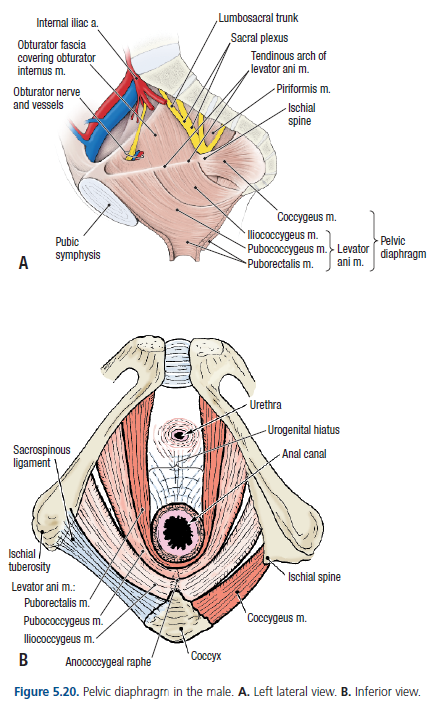 Internal iliac a.
Obturator fascia
covering obturator
internus m.
Obturator nerve
and vessels
Lumbosacral trunk
Sacral plexus
Tendinous arch of
levator ani m.
Piriformis m.
Ischial
spine
Coccygeus m.
Iliococcygeus m.
Pubococcygeus m.
Puborectalis m.
Levator
ani m.
Pelvic
diaphragm
Pubic
symphysis
A
Urethra
Urogenital hiatus
Anal canal
Sacrospinous
ligament
Ischial
tuberosity
Levator ani m.:
Puborectalis m.
Pubococcygeus m.
Iliococcygeus m.
Anococcygeal raphe
Coccyx
Coccygeus m.
Ischial spine
B
Figure 5.20. Pelvic diaphragm in the male. A. Left lateral view. B. Inferior view.